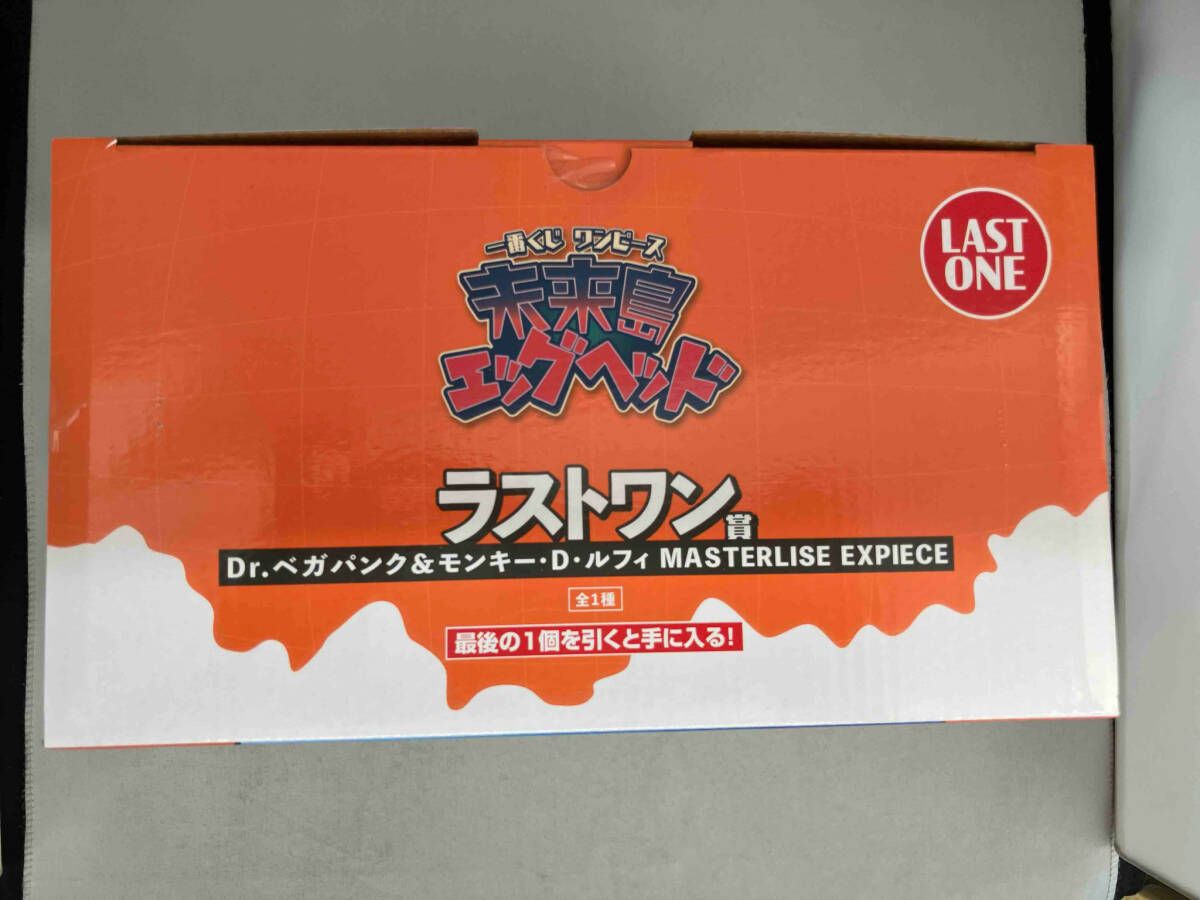 一番くじ ワンピース
未来島
エッグヘッド
LAST
ONE
ラストワン賞
Dr.ベガパンク&モンキー・D・ルフィ MASTERLISE EXPIECE
全1種
最後の1個を引くと手に入る!